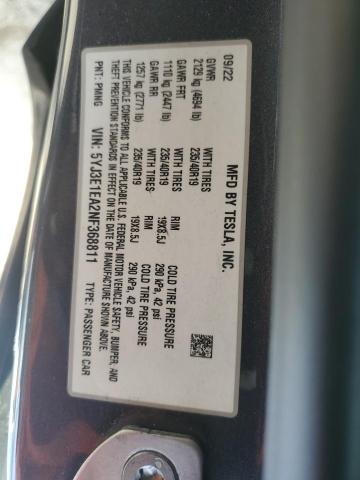 MFD BY TESLA, INC.
09/22
GVWR
2129 kg (4694 lb)
GAWR FRT WITH TIRES RIM COLD TIRE PRESSURE
1110 kg (2447 lb) 235/40R19 19X8.5J 290 kPa, 42 psi
GAWR RR WITH TIRES RIM COLD TIRE PRESSURE
1257 kg (2771 lb) 235/40R19 19X8.5J 290 kPa, 42 psi
THIS VEHICLE CONFORMS TO ALL APPLICABLE U.S. FEDERAL MOTOR VEHICLE SAFETY, BUMPER, AND
THEFT PREVENTION STANDARDS IN EFFECT ON THE DATE OF MANUFACTURE SHOWN ABOVE.
PNT: PMNG TYPE: PASSENGER CAR
VIN: 5YJ3E1EA2NF368811